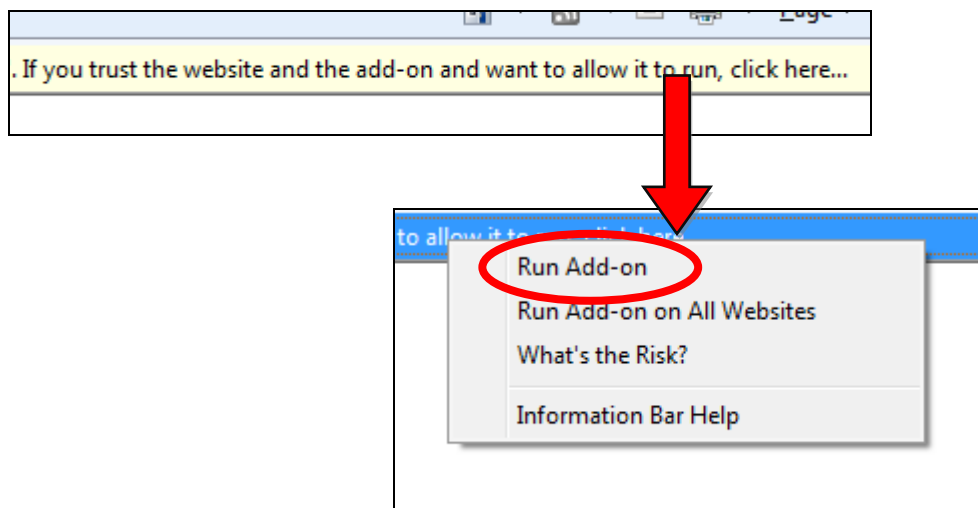 . If you trust the website and the add-on and want to allow it to run, click here...
to allow it to
Run Add-on
Run Add-on on All Websites
What's the Risk?
Information Bar Help